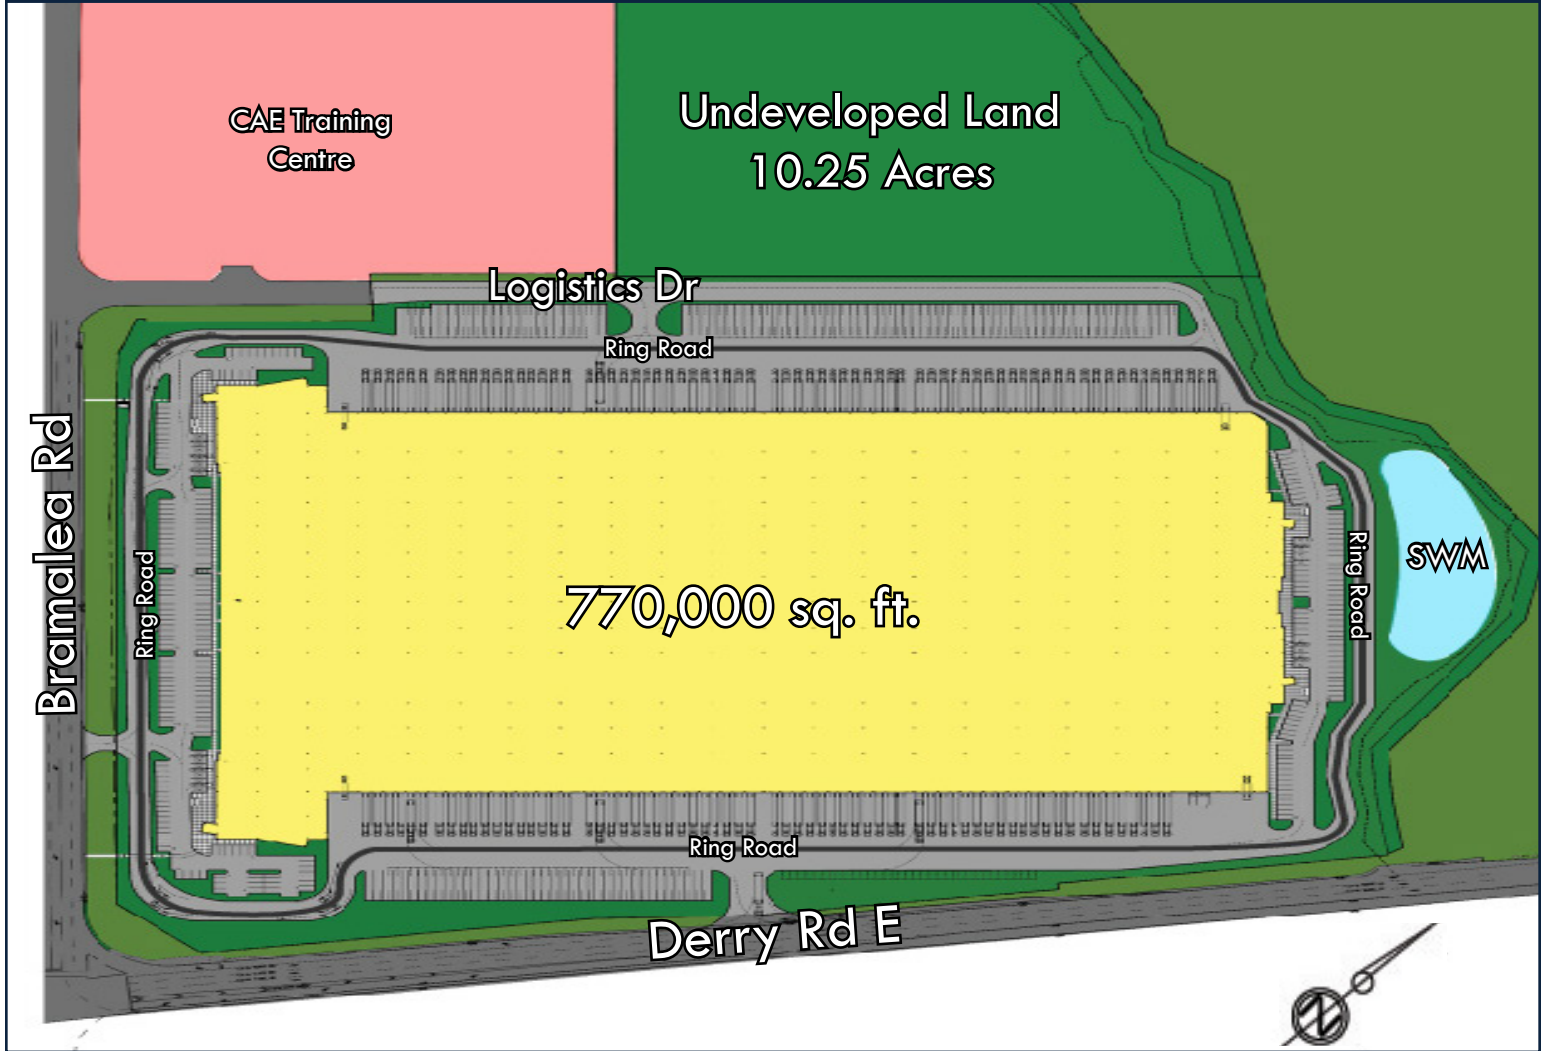 CAE Training
Centre
Undeveloped Land
10.25 Acres
Logistics Dr
Ring Road
Bramalea Rd
Ring Road
770,000 sq. ft.
Ring Road
SWM
Ring Road
Derry Rd E
N